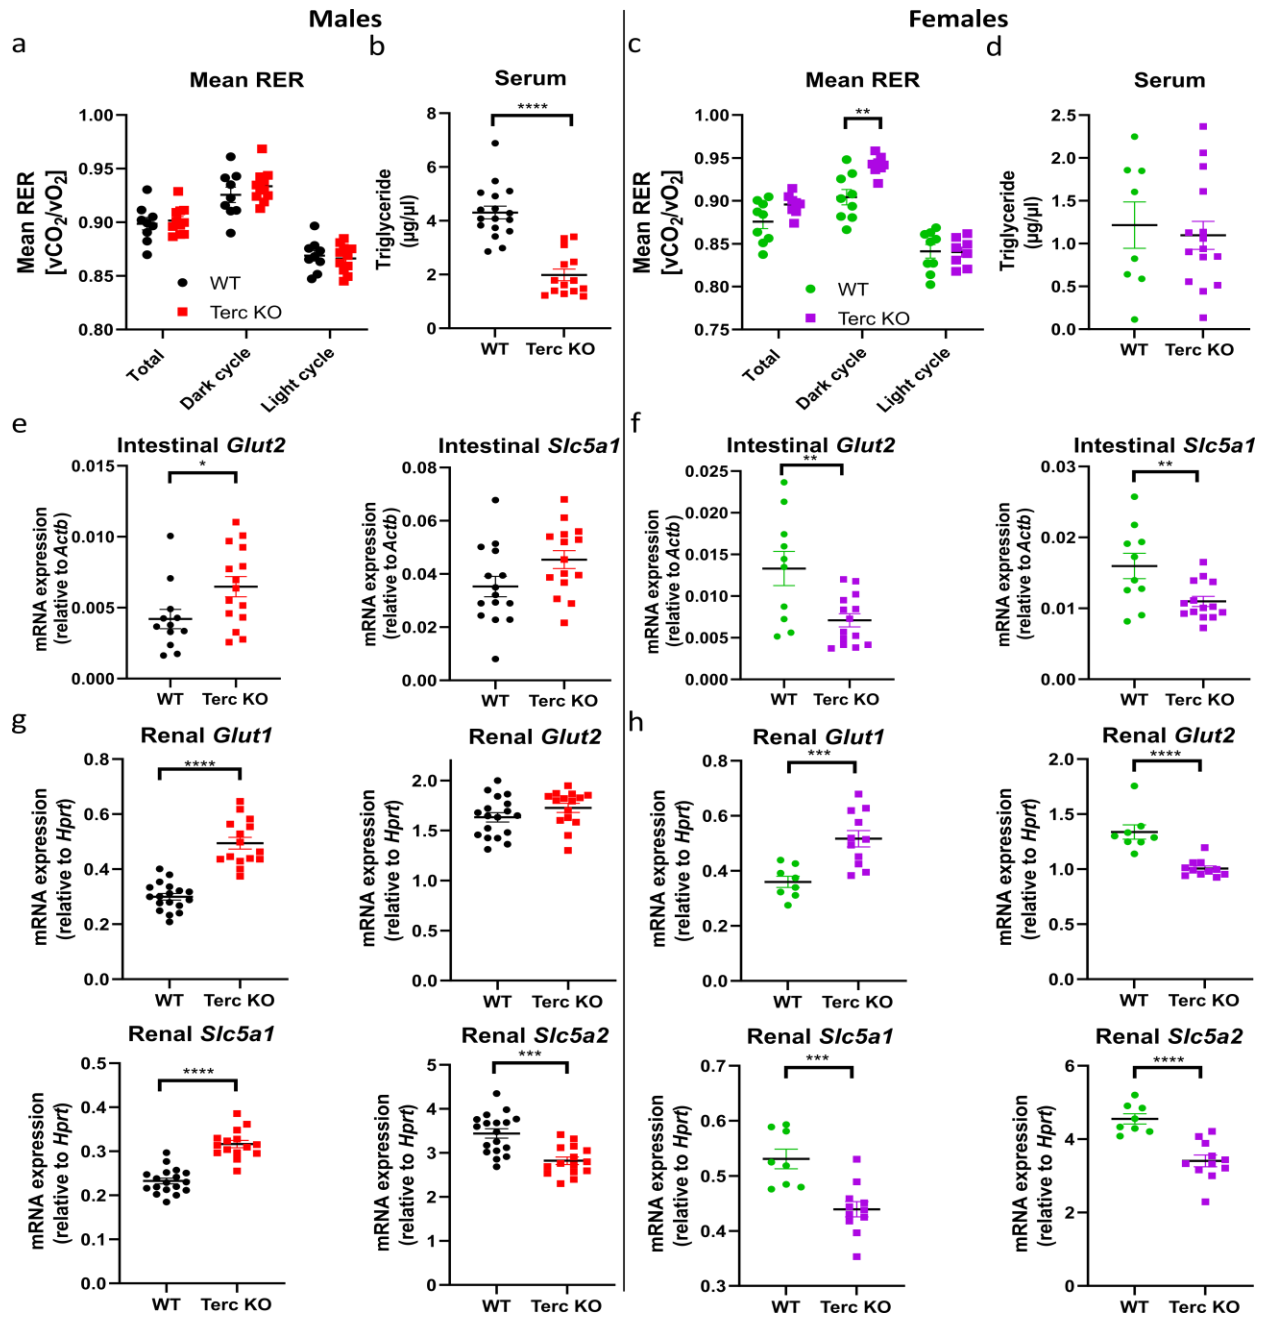 Males
Females
a
b
c
d
Mean RER
Mean RER
[vCO2/vO2]
1.00
0.95
0.90
0.85
0.80
WT
Terc KO
Total
Dark cycle
Light cycle
Serum
Triglyceride
(µg/µl)
8
6
4
2
0
****
WT
Terc KO
Mean RER
Mean RER
[vCO2/vO2]
1.00
0.95
0.90
0.85
0.80
0.75
**
WT
Terc KO
Total
Dark cycle
Light cycle
Serum
Triglyceride
(µg/µl)
2.5
2.0
1.5
1.0
0.5
0.0
WT
Terc KO
e
Intestinal Glut2
mRNA expression
(relative to Actb)
0.015
0.010
0.005
0.000
*
WT
Terc KO
Intestinal Slc5a1
mRNA expression
(relative to Actb)
0.08
0.06
0.04
0.02
0.00
WT
Terc KO
f
Intestinal Glut2
mRNA expression
(relative to Actb)
0.025
0.020
0.015
0.010
0.005
0.000
**
WT
Terc KO
Intestinal Slc5a1
mRNA expression
(relative to Actb)
0.03
0.02
0.01
0.00
**
WT
Terc KO
g
Renal Glut1
mRNA expression
(relative to Hprt)
0.8
0.6
0.4
0.2
0.0
****
WT
Terc KO
Renal Glut2
mRNA expression
(relative to Hprt)
2.0
1.5
1.0
0.5
0.0
WT
Terc KO
h
Renal Glut1
mRNA expression
(relative to Hprt)
0.8
0.6
0.4
0.2
0.0
***
WT
Terc KO
Renal Glut2
mRNA expression
(relative to Hprt)
2.0
1.5
1.0
0.5
0.0
****
WT
Terc KO
Renal Slc5a1
mRNA expression
(relative to Hprt)
0.5
0.4
0.3
0.2
0.1
0.0
****
WT
Terc KO
Renal Slc5a2
mRNA expression
(relative to Hprt)
5
4
3
2
1
0
***
WT
Terc KO
Renal Slc5a1
mRNA expression
(relative to Hprt)
0.7
0.6
0.5
0.4
0.3
***
WT
Terc KO
Renal Slc5a2
mRNA expression
(relative to Hprt)
6
4
2
0
****
WT
Terc KO